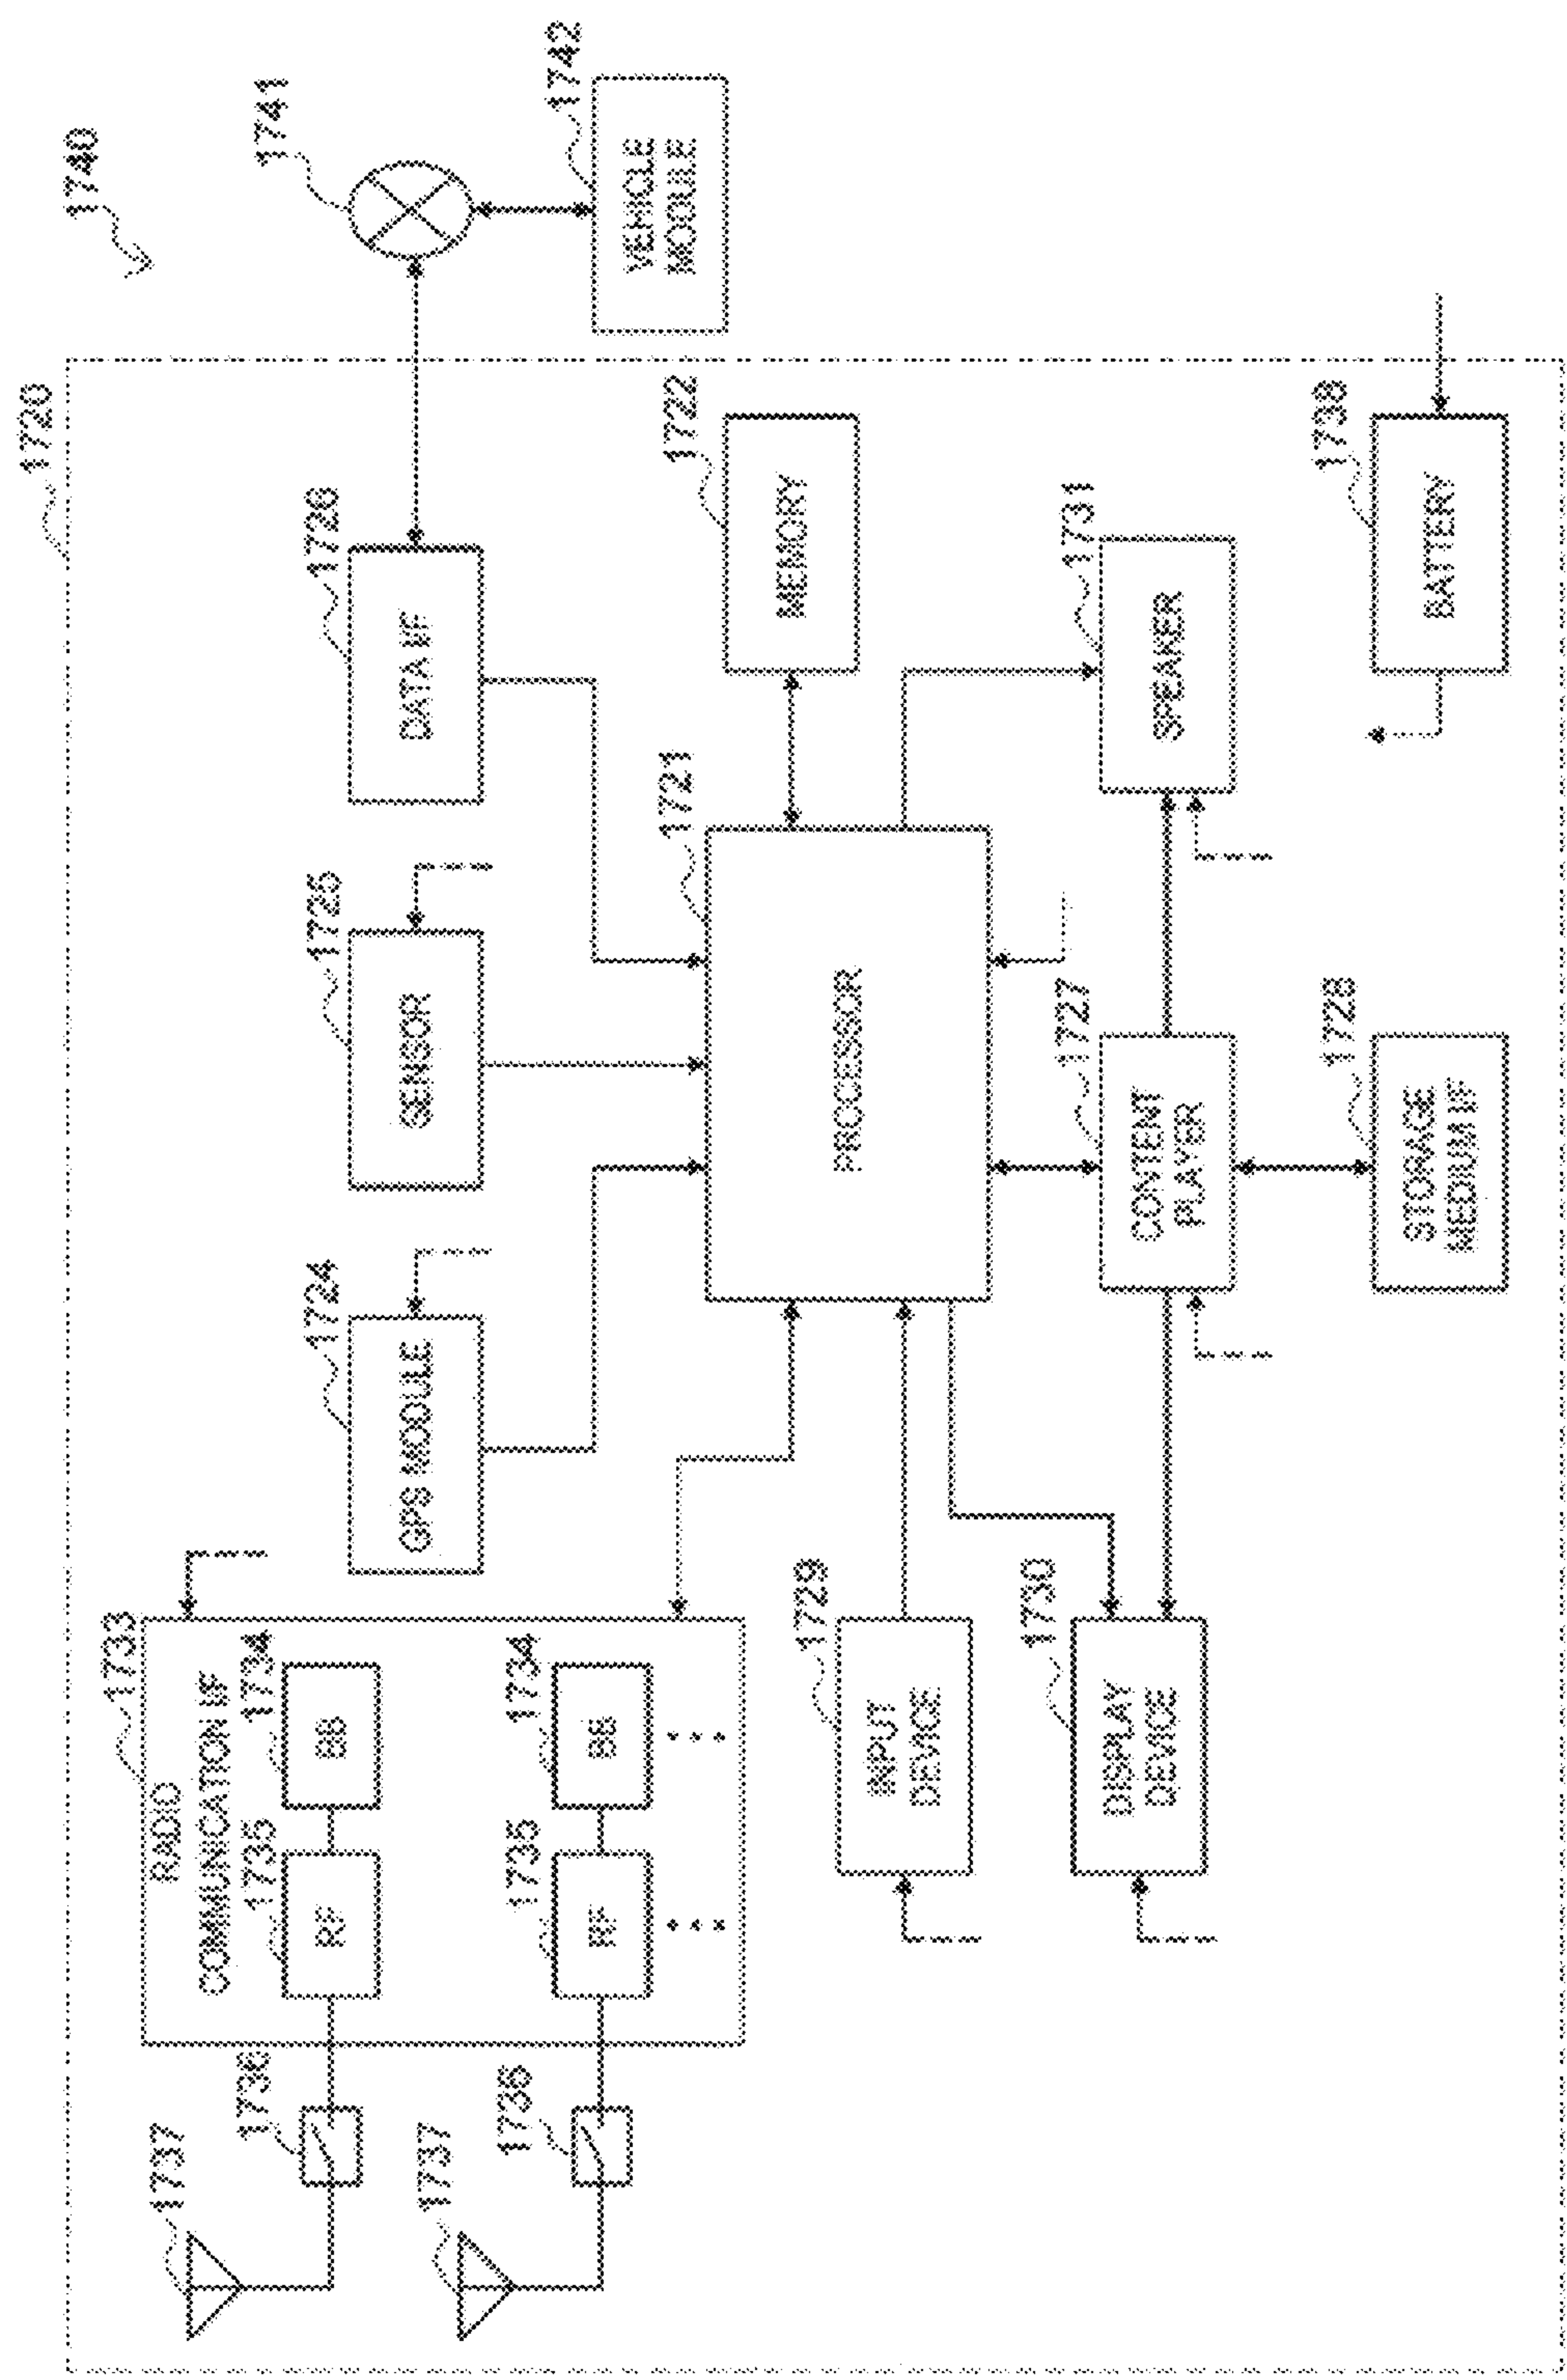 1740
1720
1741
1742
VEHICLE
MODULE
1733
RADIO
COMMUNICATION I/F
1737
1736
1735
RF
1734
BB
1737
1736
1735
RF
1734
BB
1724
GPS MODULE
1725
SENSOR
1726
DATA I/F
1721
PROCESSOR
1722
MEMORY
1729
INPUT
DEVICE
1730
DISPLAY
DEVICE
1727
CONTENT
PLAYER
1731
SPEAKER
1728
STORAGE
MEDIUM I/F
1738
BATTERY